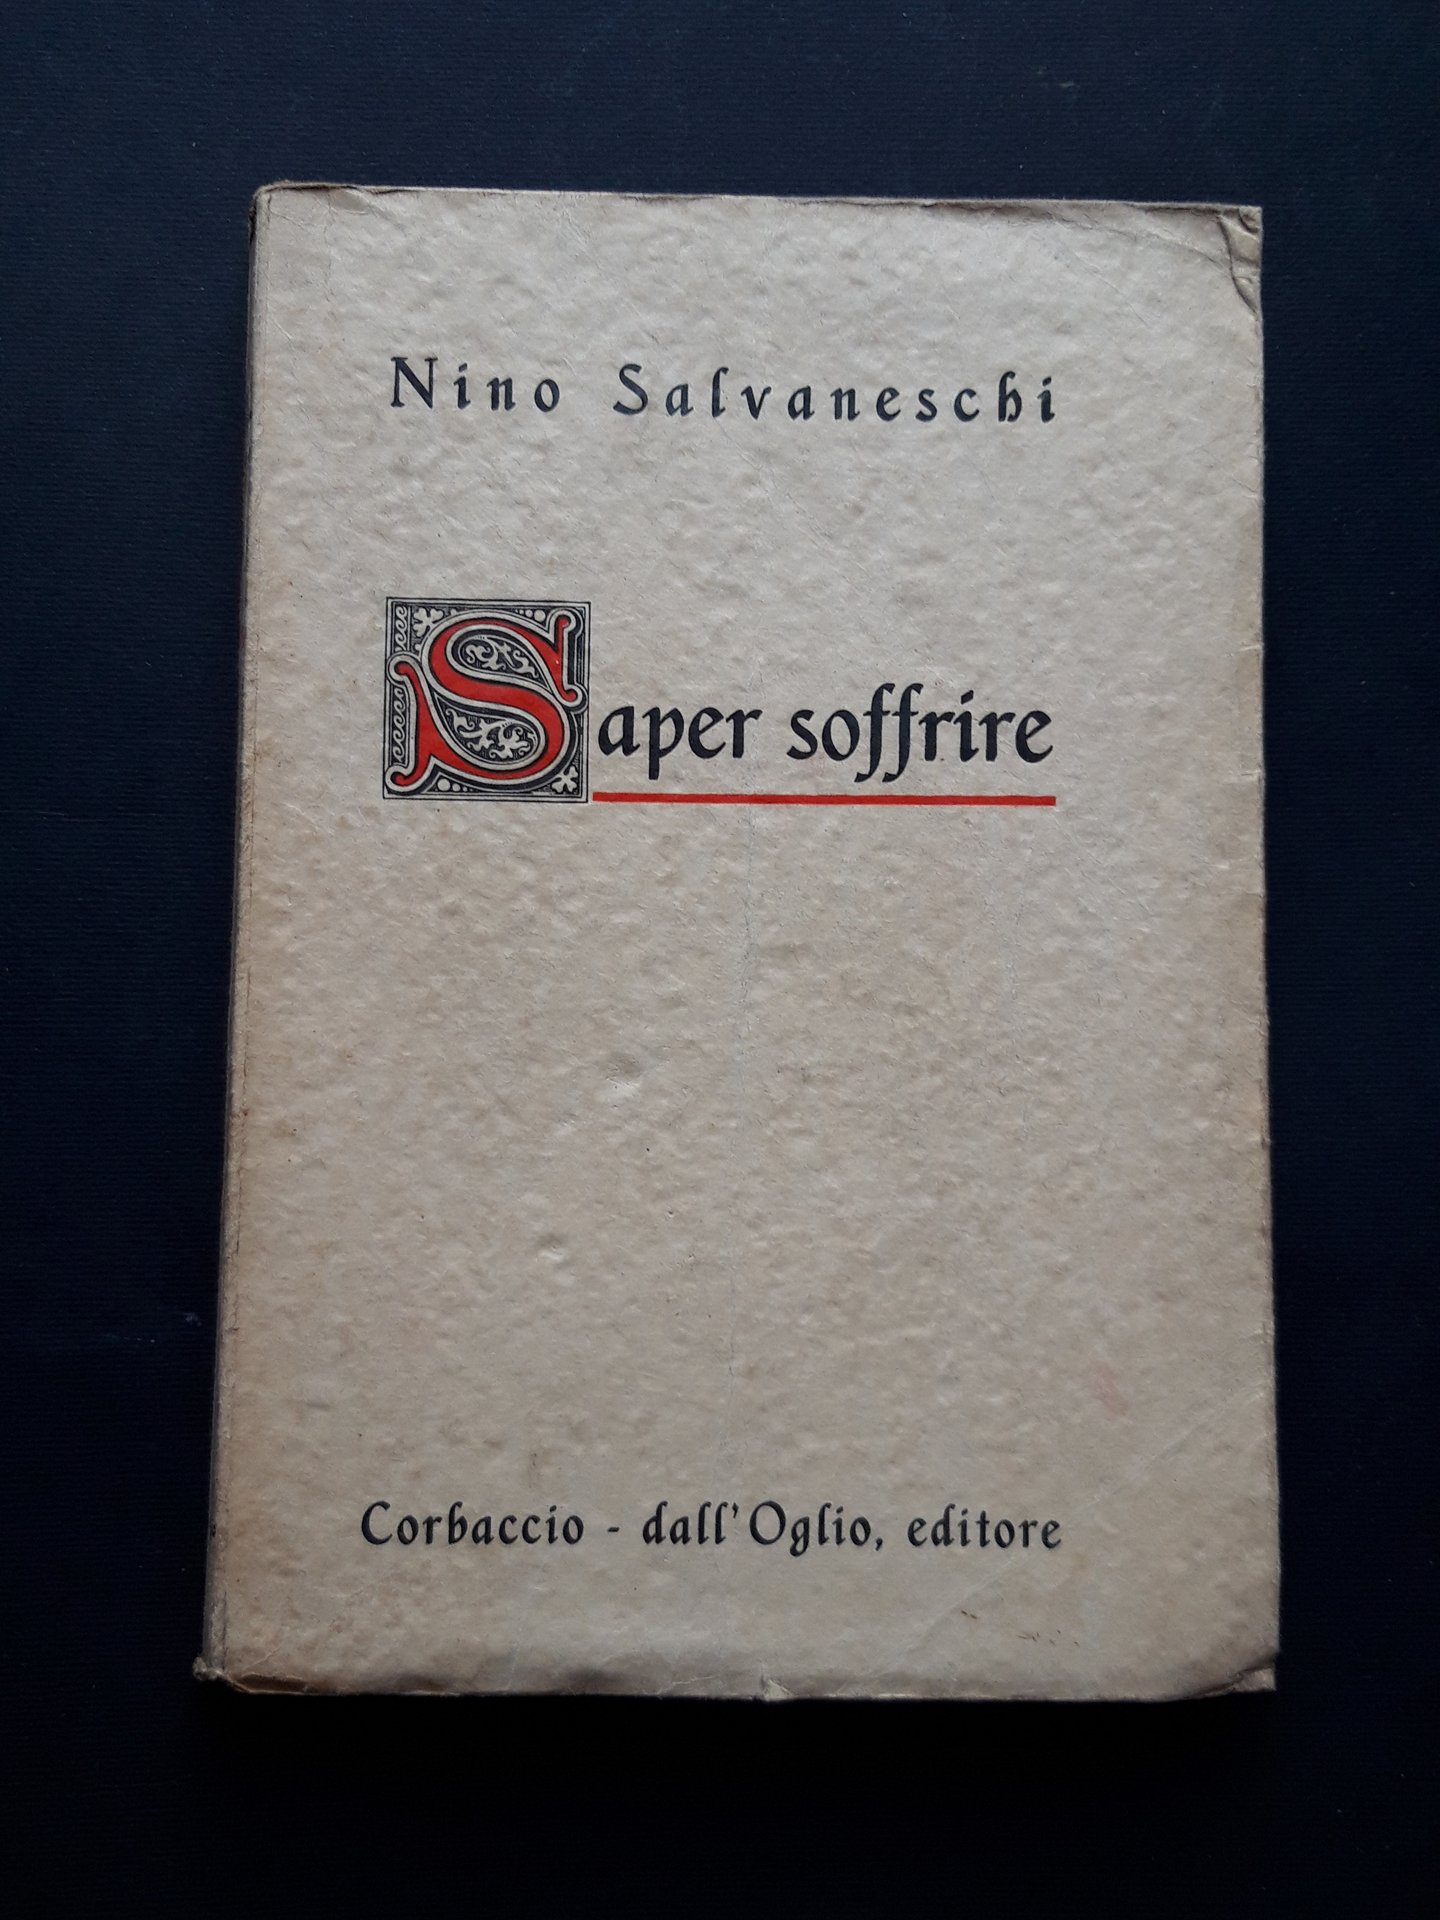 Nino Salvaneschi
Saper soffrire
Corbaccio - dall'Oglio, editore